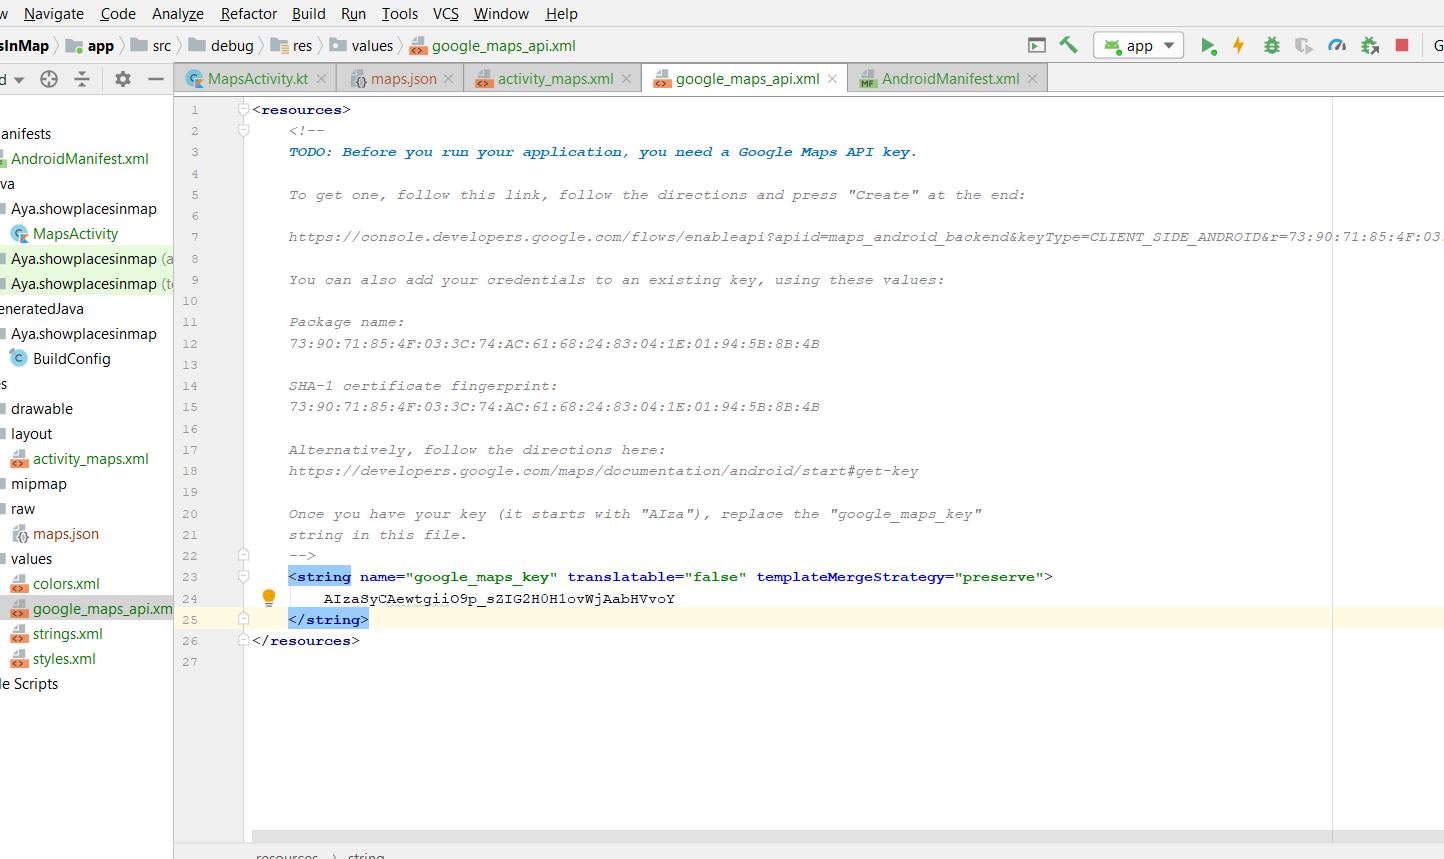 w Navigate Code Analyze Refactor Build Run Tools VCS Window Help
sInMap app src debug res values google_maps_api.xml app G
d MapsActivity.kt maps.json activity_maps.xml google_maps_api.xml AndroidManifest.xml
anifests
AndroidManifest.xml
va
Aya.showplacesinmap
MapsActivity
Aya.showplacesinmap (a
Aya.showplacesinmap (te
eneratedJava
Aya.showplacesinmap
BuildConfig
es
drawable
layout
activity_maps.xml
mipmap
raw
maps.json
values
colors.xml
google_maps_api.xm
strings.xml
styles.xml
le Scripts
1 <resources>
2 <!--
3 TODO: Before you run your application, you need a Google Maps API key.
4
5 To get one, follow this link, follow the directions and press "Create" at the end:
6
7 https://console.developers.google.com/flows/enableapi?apiid=maps_android_backend&keyType=CLIENT_SIDE_ANDROID&r=73:90:71:85:4F:03:
8
9 You can also add your credentials to an existing key, using these values:
10
11 Package name:
12 73:90:71:85:4F:03:3C:74:AC:61:68:24:83:04:1E:01:94:5B:8B:4B
13
14 SHA-1 certificate fingerprint:
15 73:90:71:85:4F:03:3C:74:AC:61:68:24:83:04:1E:01:94:5B:8B:4B
16
17 Alternatively, follow the directions here:
18 https://developers.google.com/maps/documentation/android/start#get-key
19
20 Once you have your key (it starts with "AIza"), replace the "google_maps_key"
21 string in this file.
22 -->
23 <string name="google_maps_key" translatable="false" templateMergeStrategy="preserve">
24 AIzaSyCAewtgiiO9p_sZIG2H0H1ovWjAabHVvoY
25 </string>
26 </resources>
27
resources › string